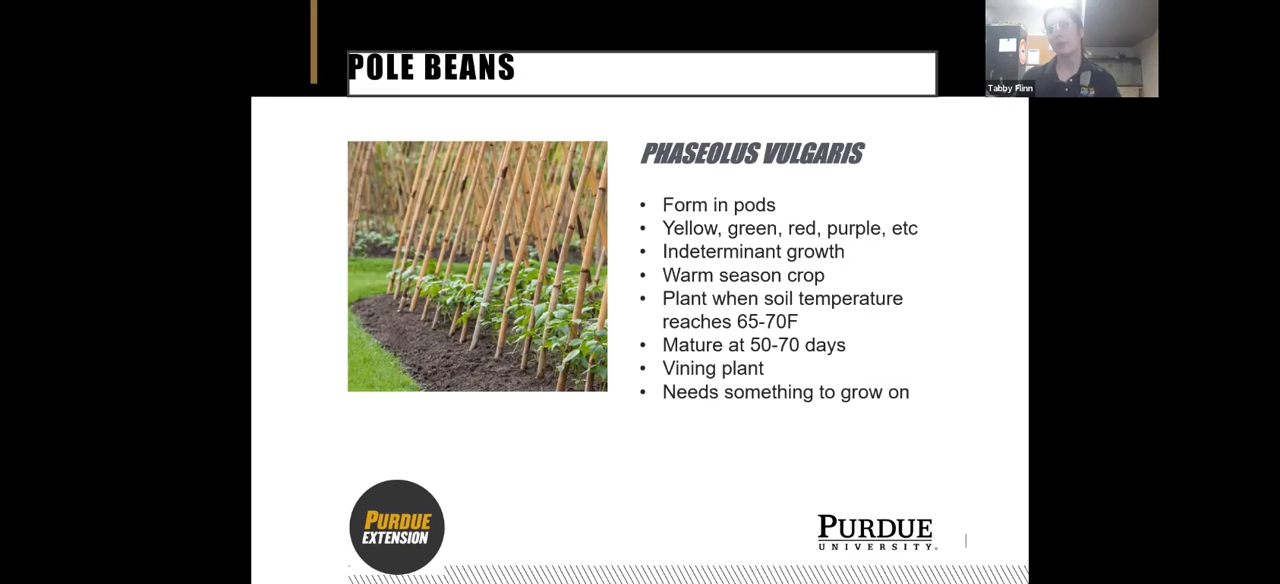 POLE BEANS
Tabby Flinn
PHASEOLUS VULGARIS
• Form in pods
• Yellow, green, red, purple, etc
• Indeterminant growth
• Warm season crop
• Plant when soil temperature
reaches 65-70F
• Mature at 50-70 days
• Vining plant
• Needs something to grow on
PURDUE
EXTENSION
PURDUE
UNIVERSITY®